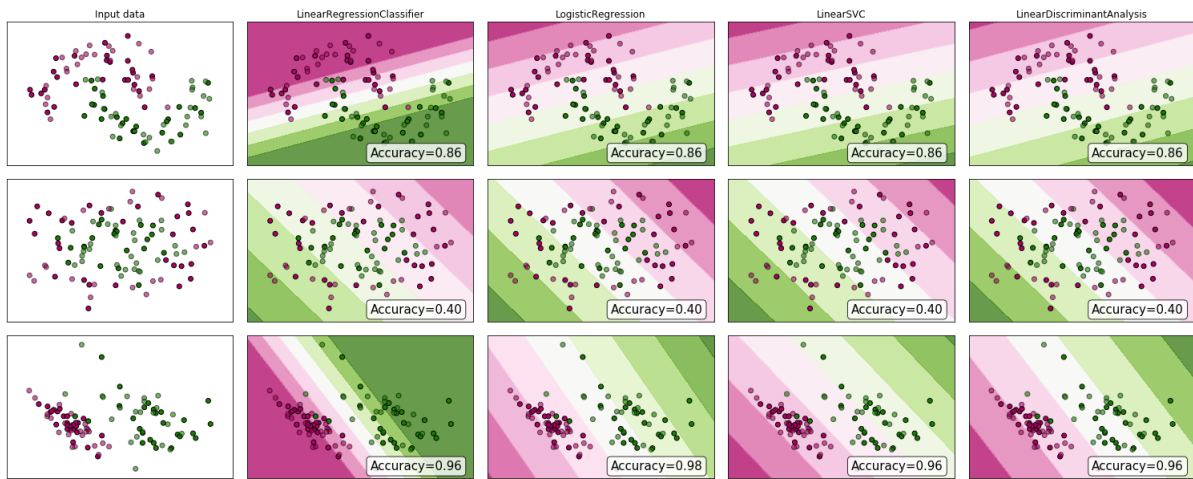 Input data
LinearRegressionClassifier
LogisticRegression
LinearSVC
LinearDiscriminantAnalysis
Accuracy=0.86
Accuracy=0.86
Accuracy=0.86
Accuracy=0.86
Accuracy=0.40
Accuracy=0.40
Accuracy=0.40
Accuracy=0.40
Accuracy=0.96
Accuracy=0.98
Accuracy=0.96
Accuracy=0.96